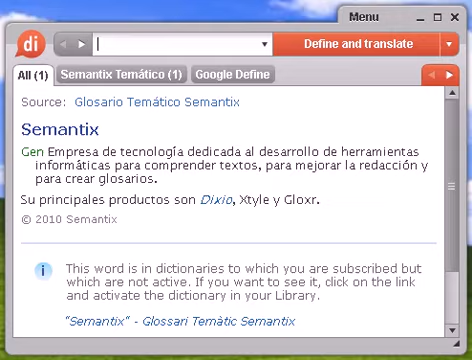 Menu
di
Define and translate
All (1)
Semantix Temático (1)
Google Define
Source: Glosario Temático Semantix
Semantix
Gen Empresa de tecnología dedicada al desarrollo de herramientas
informáticas para comprender textos, para mejorar la redacción y
para crear glosarios.
Su principales productos son Dixio, Xtyle y Gloxr.
© 2010 Semantix
i
This word is in dictionaries to which you are subscribed but
which are not active. If you want to see it, click on the link
and activate the dictionary in your Library.
"Semantix" - Glossari Temàtic Semantix